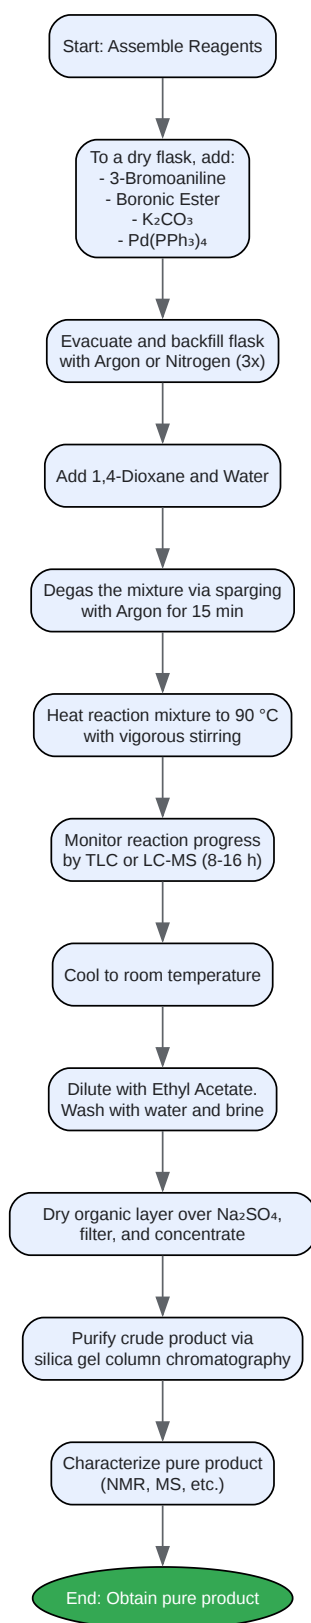 Start: Assemble Reagents
To a dry flask, add:
- 3-Bromoaniline
- Boronic Ester
- K₂CO₃
- Pd(PPh₃)₄
Evacuate and backfill flask
with Argon or Nitrogen (3x)
Add 1,4-Dioxane and Water
Degas the mixture via sparging
with Argon for 15 min
Heat reaction mixture to 90 °C
with vigorous stirring
Monitor reaction progress
by TLC or LC-MS (8-16 h)
Cool to room temperature
Dilute with Ethyl Acetate.
Wash with water and brine
Dry organic layer over Na₂SO₄,
filter, and concentrate
Purify crude product via
silica gel column chromatography
Characterize pure product
(NMR, MS, etc.)
End: Obtain pure product